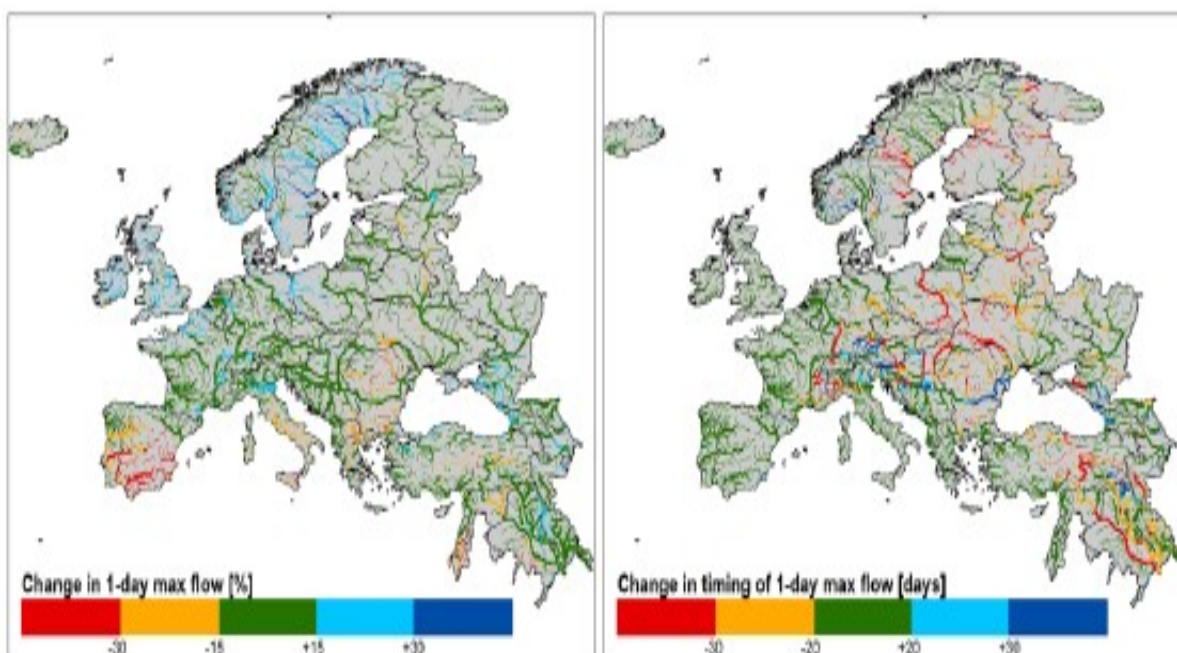 Change in 1-day max flow [%]
-30 -15 +15 +30
Change in timing of 1-day max flow [days]
-30 -20 +20 +30